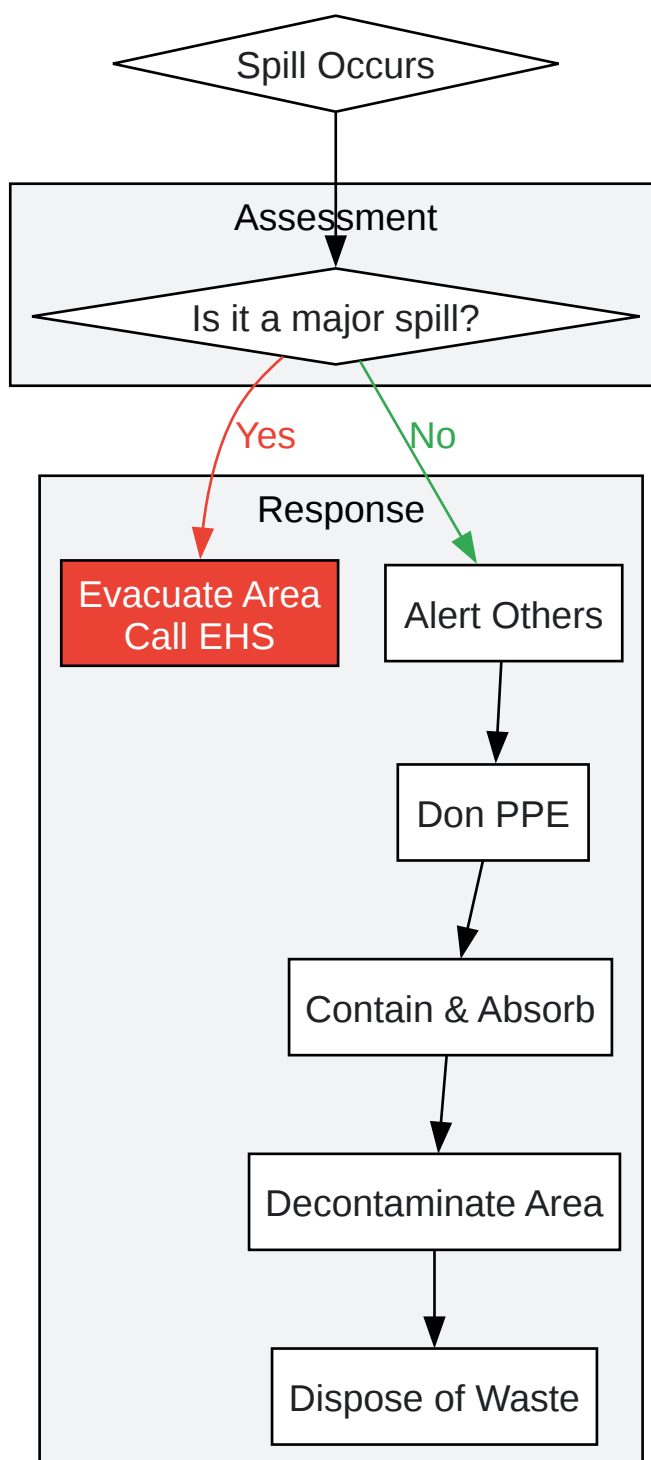 Spill Occurs
Assessment
Is it a major spill?
Yes
No
Response
Evacuate Area
Call EHS
Alert Others
Don PPE
Contain & Absorb
Decontaminate Area
Dispose of Waste